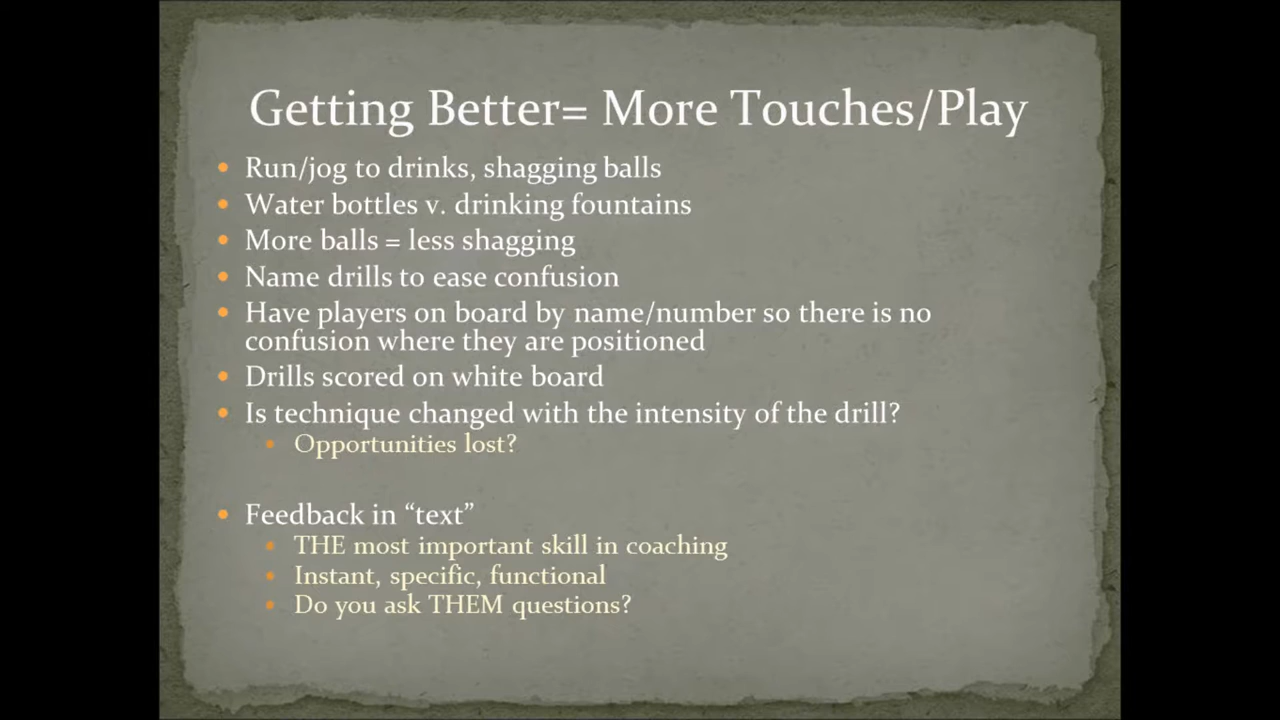 Getting Better= More Touches/Play
• Run/jog to drinks, shagging balls
• Water bottles v. drinking fountains
• More balls = less shagging
• Name drills to ease confusion
• Have players on board by name/number so there is no
confusion where they are positioned
• Drills scored on white board
• Is technique changed with the intensity of the drill?
• Opportunities lost?
• Feedback in “text”
• THE most important skill in coaching
• Instant, specific, functional
• Do you ask THEM questions?